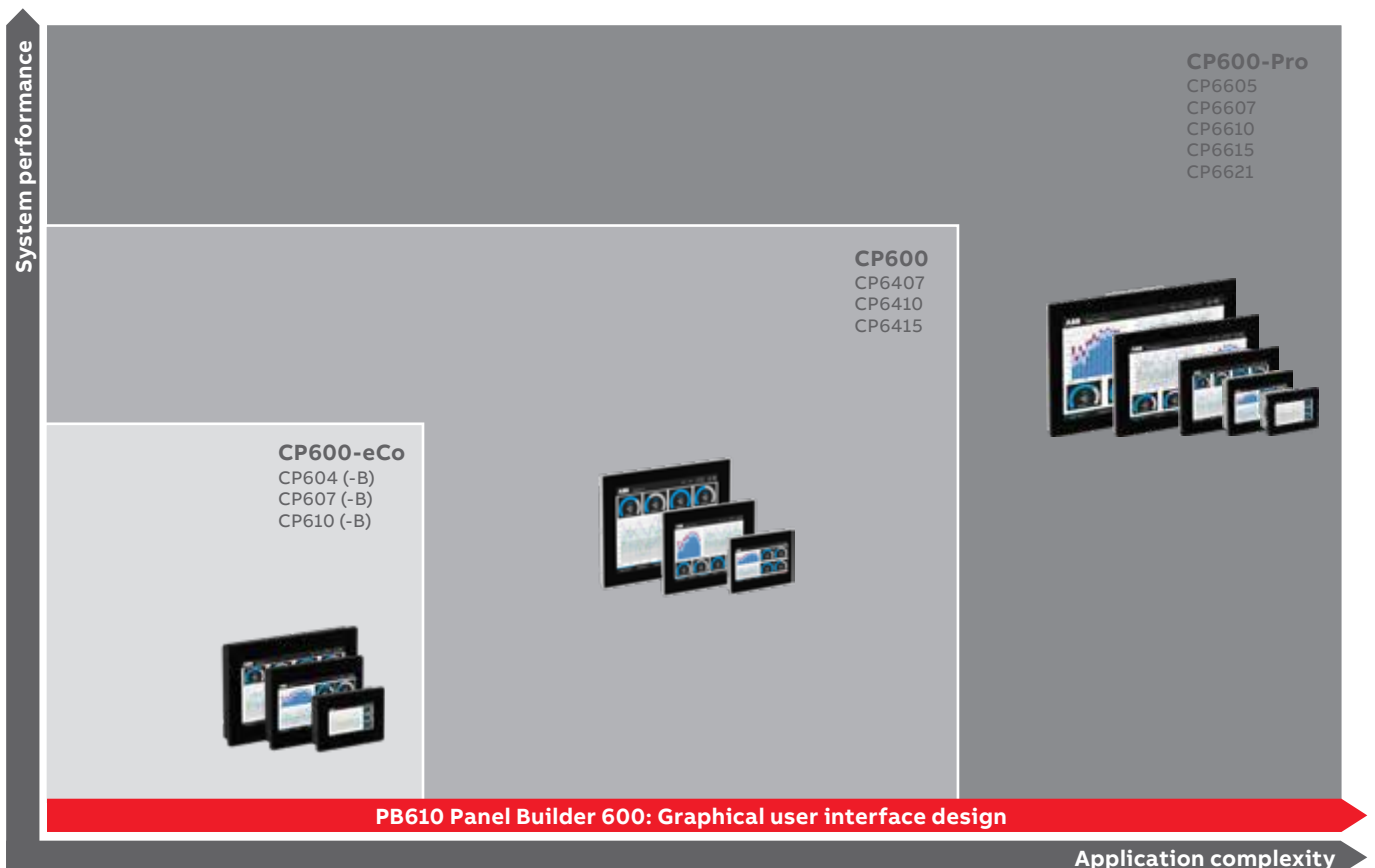 System performance
CP600-Pro
CP6605
CP6607
CP6610
CP6615
CP6621
CP600
CP6407
CP6410
CP6415
CP600-eCo
CP604 (-B)
CP607 (-B)
CP610 (-B)
PB610 Panel Builder 600: Graphical user interface design
Application complexity